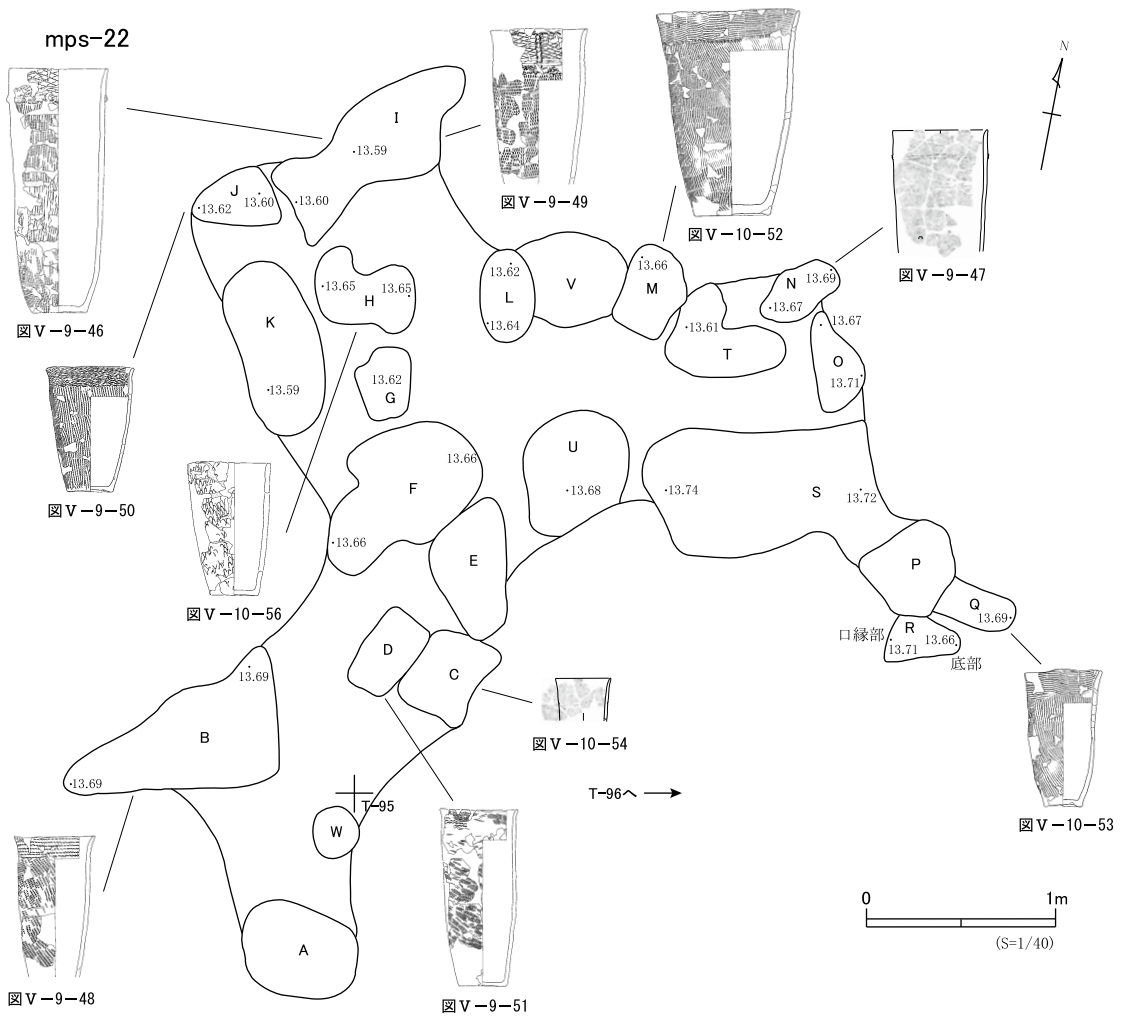 mps-22
N
図Ⅴ-9-46
図Ⅴ-9-49
図Ⅴ-10-52
図Ⅴ-9-47
I
・13.59
J
13.60
・13.62
・13.60
H
・13.65
13.65
K
・13.59
13.62
G
13.62
L
・13.64
V
13.66
M
N
13.69
・13.67
13.67
・13.61
T
O
13.71
図Ⅴ-9-50
F
13.66
・13.66
U
・13.68
・13.74
S
13.72
E
図Ⅴ-10-56
P
Q
13.69
R
口縁部
13.71
13.66
底部
D
C
13.69
B
・13.69
図Ⅴ-10-54
T-95
T-96へ
W
A
図Ⅴ-10-53
図Ⅴ-9-48
図Ⅴ-9-51
0 1m
(S=1/40)